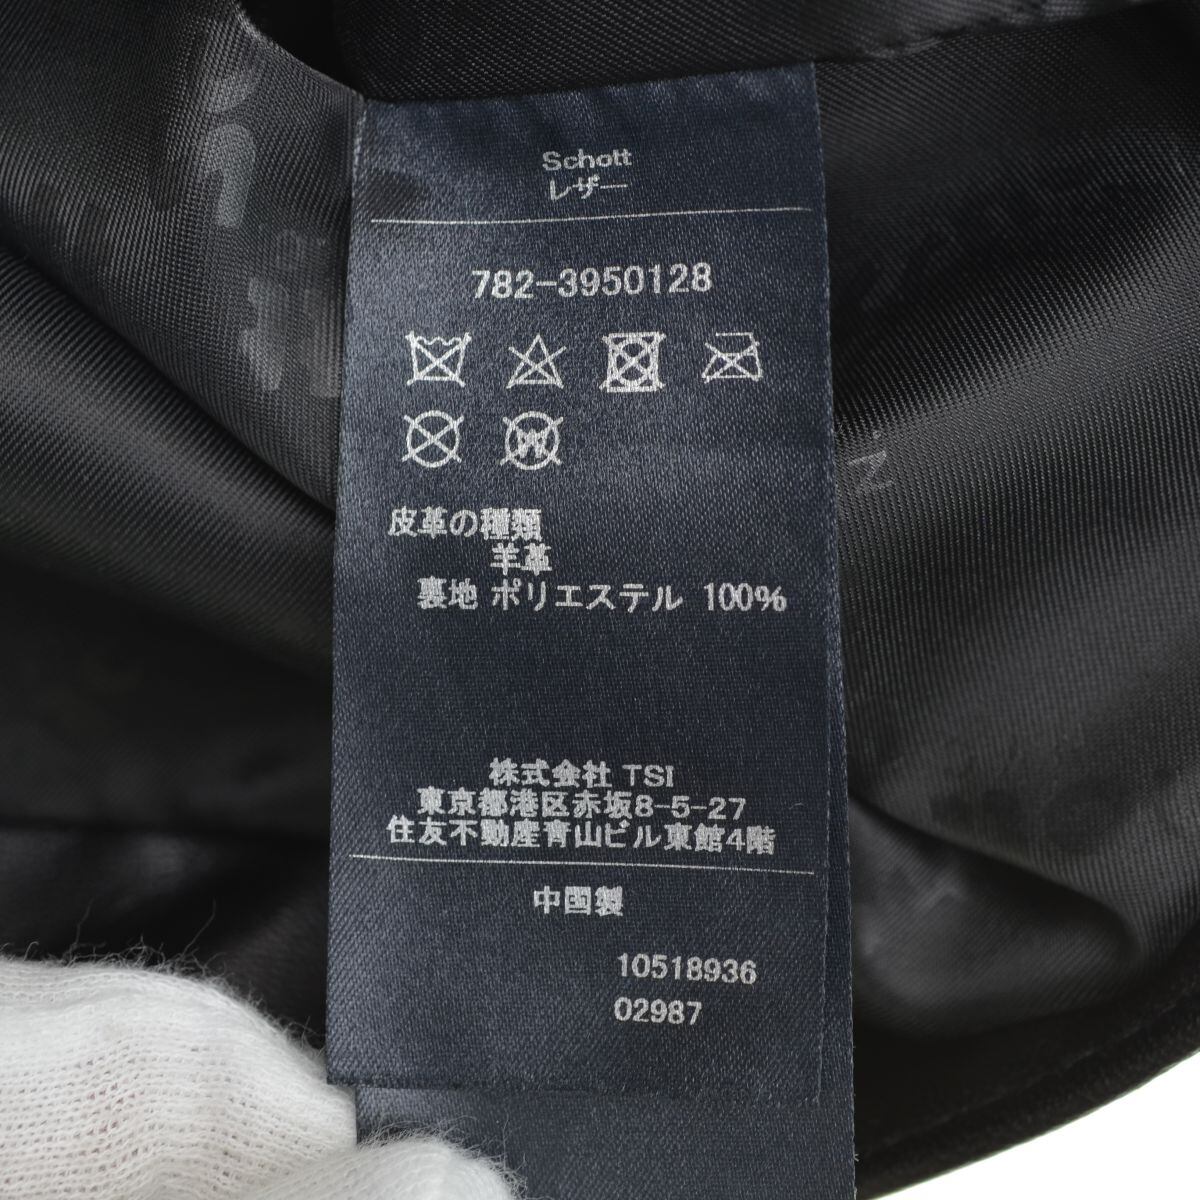 Schott
レザー
782-3950128
W
皮革の種類
羊革
裏地 ポリエステル 100%
株式会社 TSI
東京都港区赤坂8-5-27
住友不動産青山ビル東館4階
中国製
10518936
02987